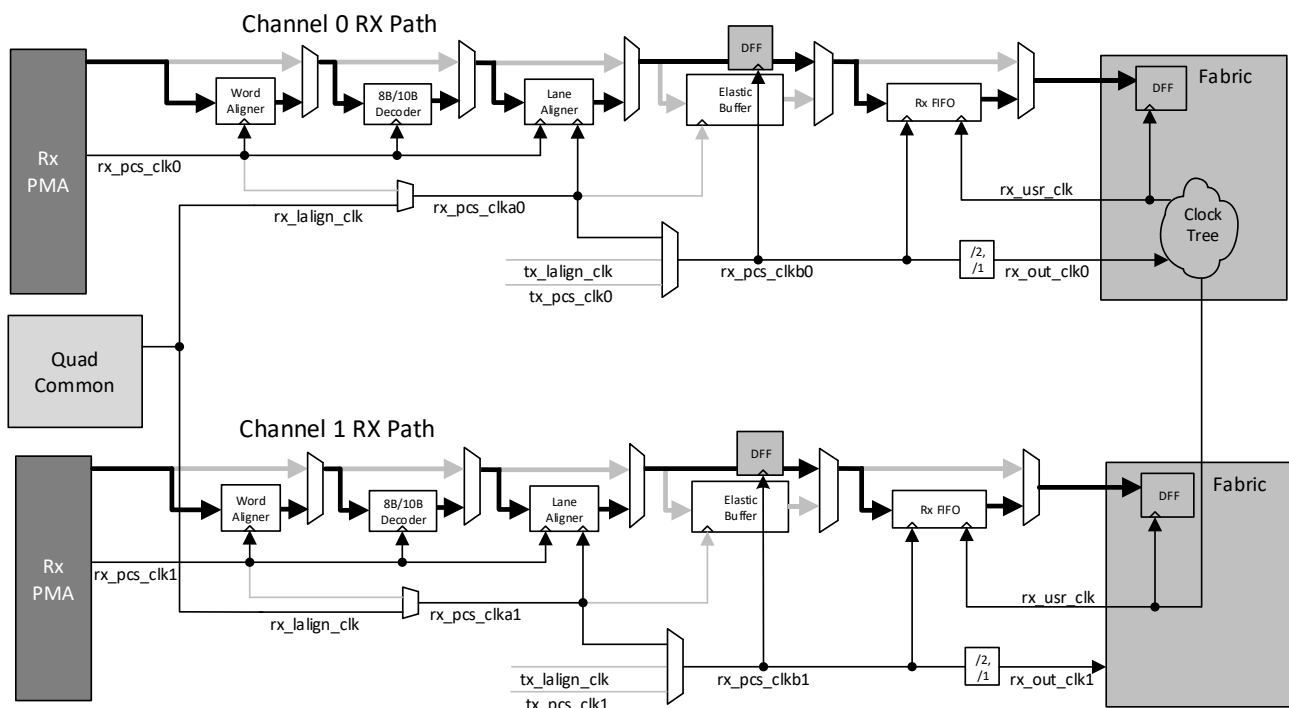 Channel 0 RX Path
Fabric
DFF
DFF
Word
Aligner
8B/10B
Decoder
Lane
Aligner
Elastic
Buffer
Rx FIFO
Rx
PMA
rx_pcs_clk0
rx_usr_clk
rx_lalign_clk
rx_pcs_clka0
Clock
Tree
tx_lalign_clk
tx_pcs_clk0
rx_pcs_clkb0
/2,
/1
rx_out_clk0
Quad
Common
Channel 1 RX Path
Fabric
DFF
DFF
Word
Aligner
8B/10B
Decoder
Lane
Aligner
Elastic
Buffer
Rx FIFO
Rx
PMA
rx_pcs_clk1
rx_usr_clk
rx_lalign_clk
rx_pcs_clka1
tx_lalign_clk
tx_pcs_clk1
rx_pcs_clkb1
/2,
/1
rx_out_clk1